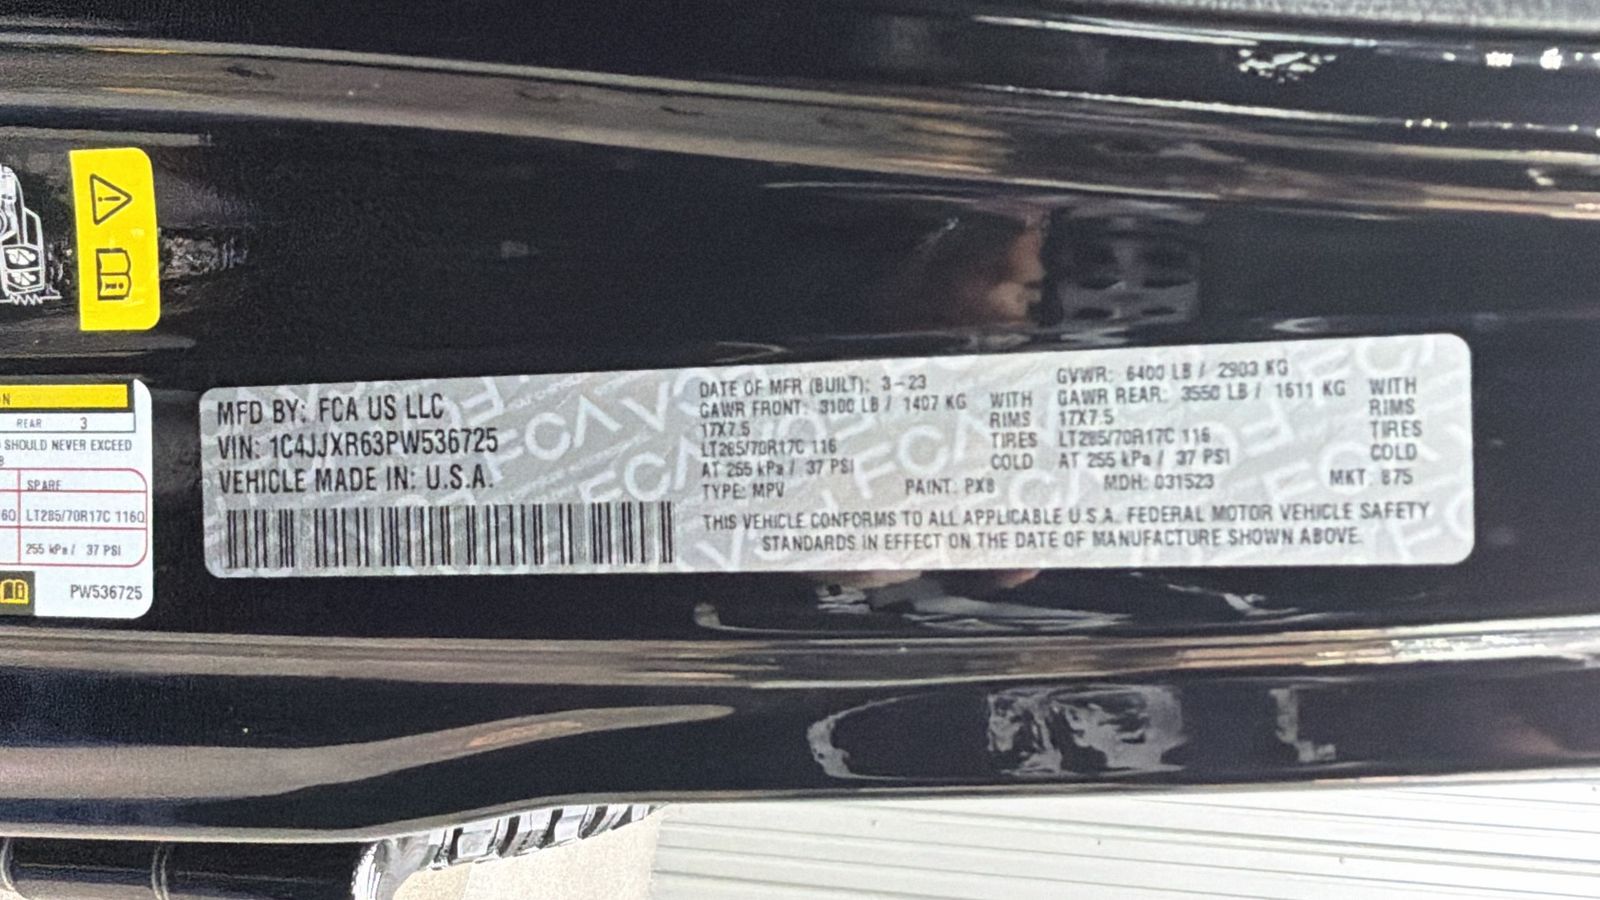 N
REAR 3
SHOULD NEVER EXCEED
SPARE
LT285/70R17C 116Q
255 kPa / 37 PSI
PW536725
MFD BY: FCA US LLC
VIN: 1C4JJXR63PW536725
VEHICLE MADE IN: U.S.A.
DATE OF MFR (BUILT): 3-23
GAWR FRONT: 3100 LB / 1407 KG WITH
17X7.5 RIMS
LT285/70R17C 116 TIRES
AT 255 kPa / 37 PSI COLD
GVWR: 6400 LB / 2903 KG
GAWR REAR: 3550 LB / 1611 KG WITH
17X7.5 RIMS
LT285/70R17C 116 TIRES
AT 255 kPa / 37 PSI COLD
TYPE: MPV PAINT: PX8 MDH: 031523 MKT: 875
THIS VEHICLE CONFORMS TO ALL APPLICABLE U.S.A. FEDERAL MOTOR VEHICLE SAFETY
STANDARDS IN EFFECT ON THE DATE OF MANUFACTURE SHOWN ABOVE.